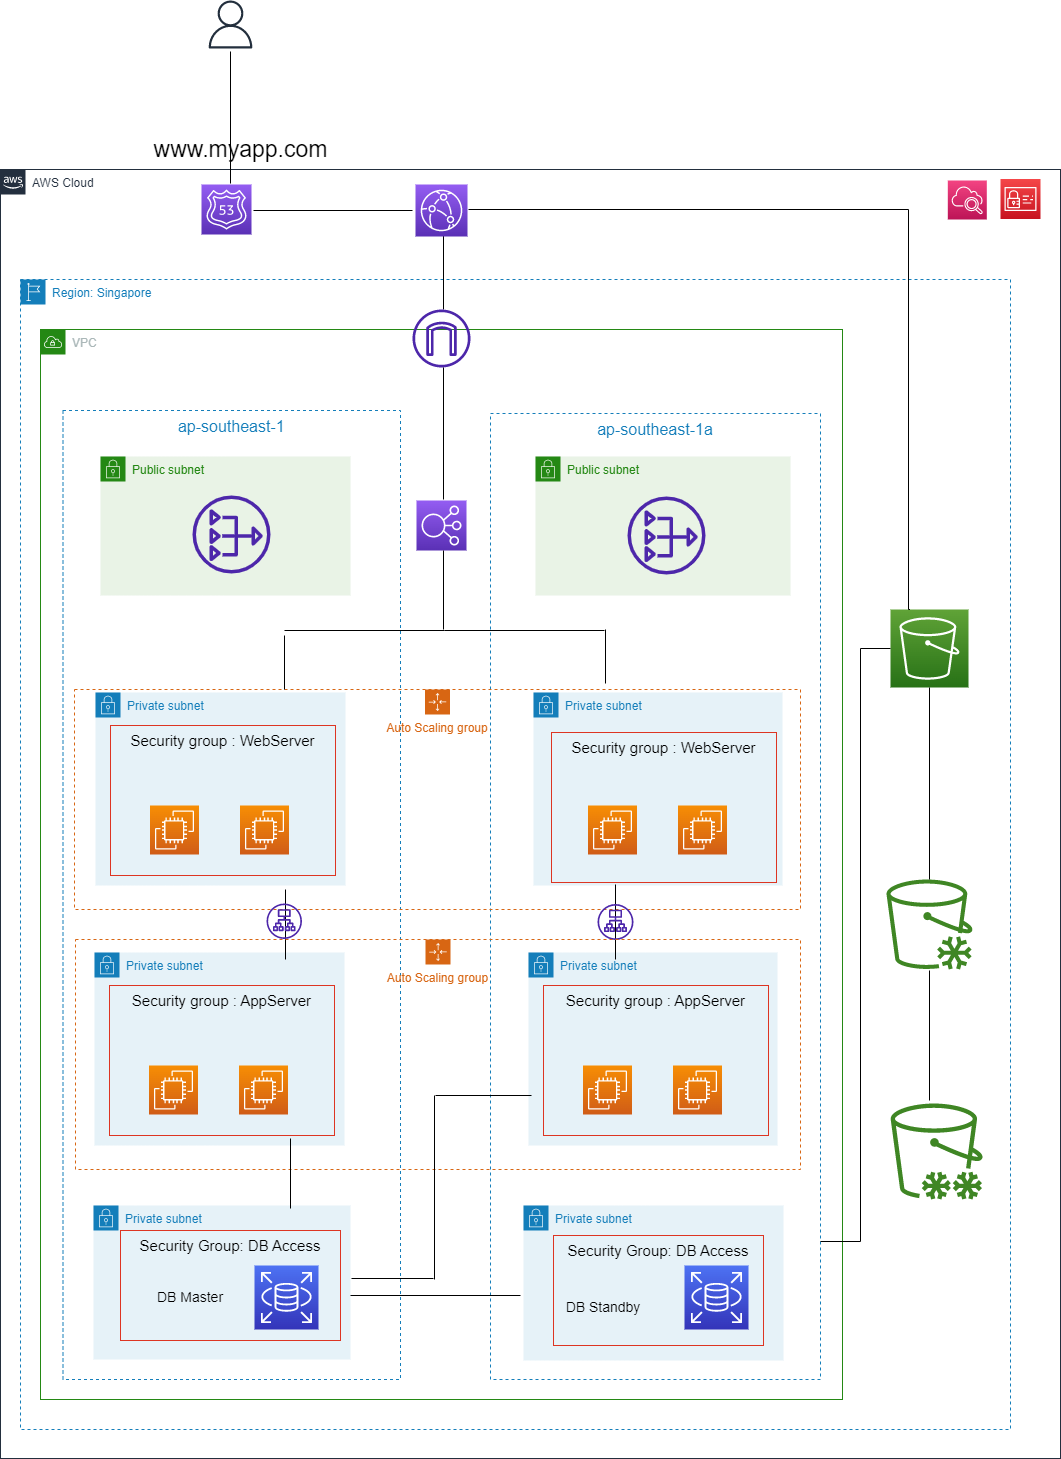 www.myapp.com
aws
AWS Cloud
53
Region: Singapore
VPC
ap-southeast-1
ap-southeast-1a
Public subnet
Public subnet
Private subnet
Auto Scaling group
Private subnet
Security group : WebServer
Security group : WebServer
Private subnet
Auto Scaling group
Private subnet
Security group : AppServer
Security group : AppServer
Private subnet
Private subnet
Security Group: DB Access
Security Group: DB Access
DB Master
DB Standby